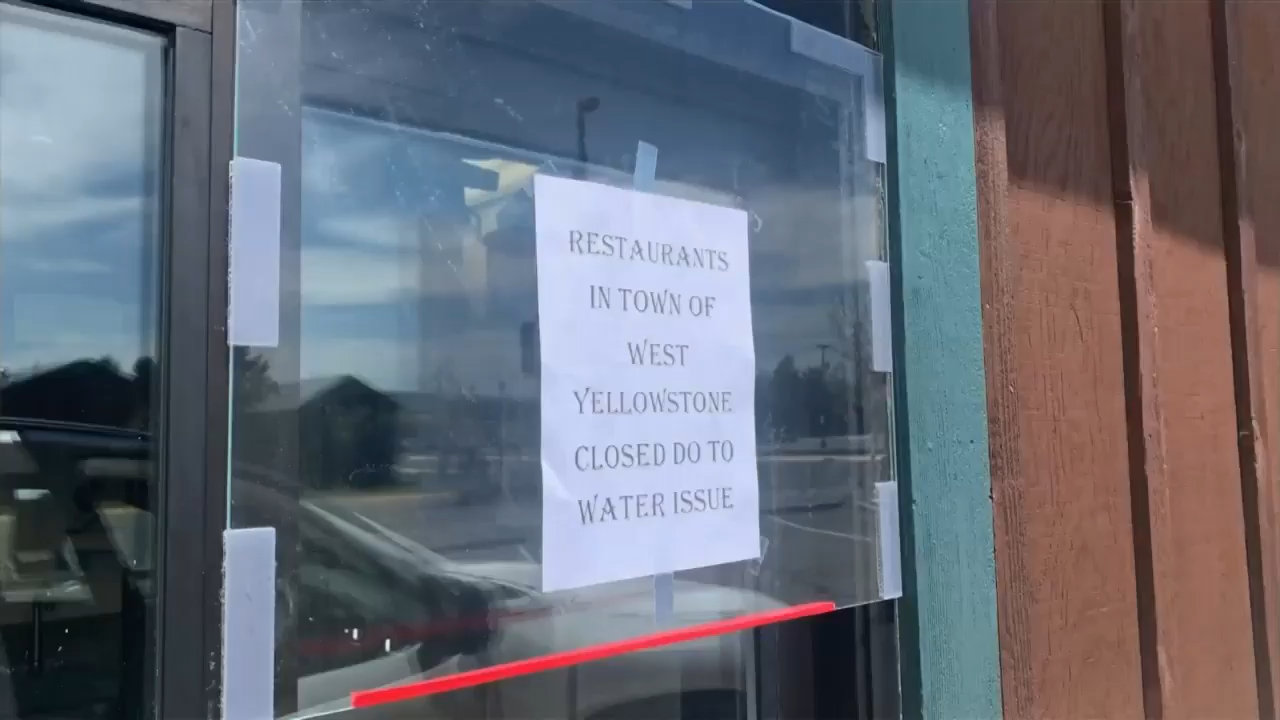 RESTAURANTS
IN TOWN OF
WEST
YELLOWSTONE
CLOSED DO TO
WATER ISSUE